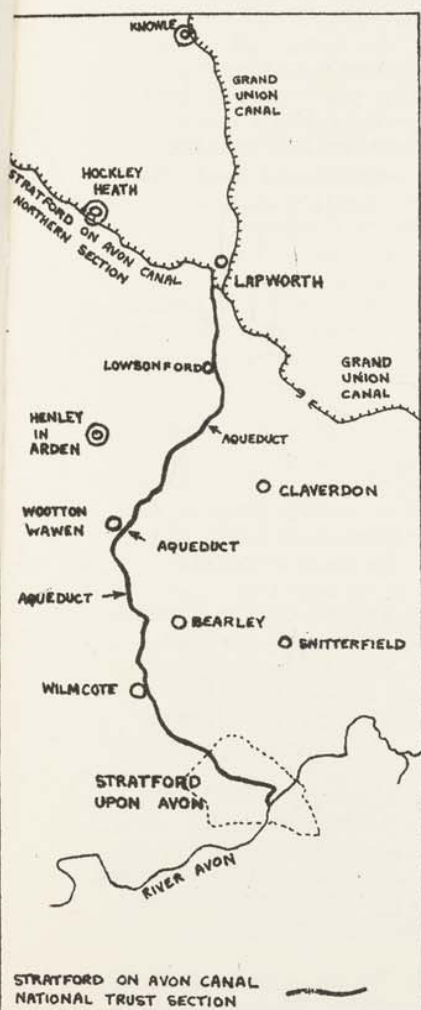 KNOWLE
GRAND
UNION
CANAL
HOCKLEY
HEATH
STRATFORD ON AVON CANAL
NORTHERN SECTION
LAPWORTH
LOWSONFORD
GRAND
UNION
CANAL
HENLEY
IN
ARDEN
AQUEDUCT
CLAVERDON
WOOTTON
WAWEN
AQUEDUCT
AQUEDUCT
BEARLEY
SNITTERFIELD
WILMCOTE
STRATFORD
UPON AVON
RIVER AVON
STRATFORD ON AVON CANAL
NATIONAL TRUST SECTION